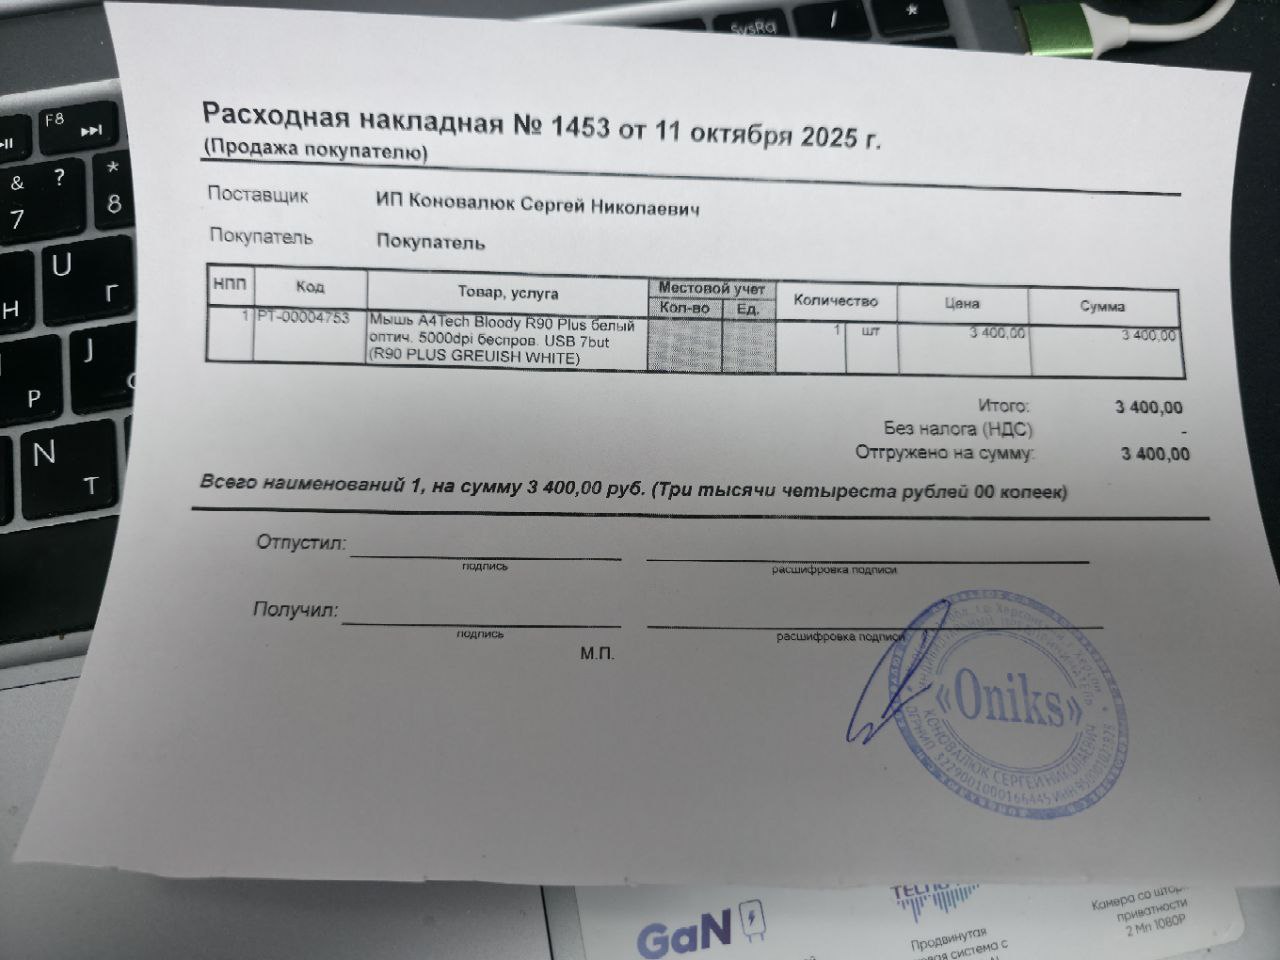 SysRq
/
*
F8
&
7
?
*
8
U
Г
Н
J
Р
N
Т
Расходная накладная № 1453 от 11 октября 2025 г.
(Продажа покупателю)
Поставщик ИП Коновалюк Сергей Николаевич
Покупатель Покупатель
НПП Код Товар, услуга Местовой учет Количество Цена Сумма
Кол-во Ед.
1 РТ-00004753 Мышь A4Tech Bloody R90 Plus белый 1 шт 3 400,00 3 400,00
оптич. 5000dpi беспров. USB 7but
(R90 PLUS GREUISH WHITE)
Итого: 3 400,00
Без налога (НДС) -
Отгружено на сумму: 3 400,00
Всего наименований 1, на сумму 3 400,00 руб. (Три тысячи четыреста рублей 00 копеек)
Отпустил:
подпись расшифровка подписи
Получил:
подпись расшифровка подписи
М.П.
ИНДИВИДУАЛЬНЫЙ ПРЕДПРИНИМАТЕЛЬ
«Oniks»
КОНОВАЛЮК СЕРГЕЙ НИКОЛАЕВИЧ
GaN
TECHNO
Продвинутая
система с
Камера со штор
приватности
2 Мп 1080P